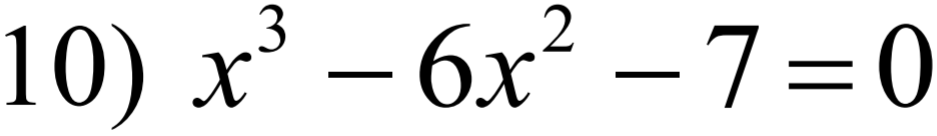 10) x³ − 6x² − 7 = 0